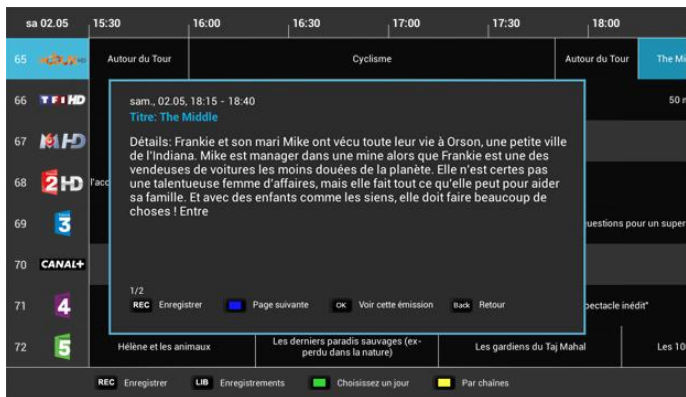 sa 02.05 15:30 16:00 16:30 17:00 17:30 18:00
65 HD Autour du Tour Cyclisme Autour du Tour The Mi
66 TF1 HD 50 m
67 M6 HD
68 2 HD l'acc
69 3 uestions pour un super
70 CANAL+
71 4 pectacle inédit"
72 5 Hélène et les animaux Les derniers paradis sauvages (ex-
perdu dans la nature) Les gardiens du Taj Mahal Les 10
sam., 02.05, 18:15 - 18:40
Titre: The Middle
Détails: Frankie et son mari Mike ont vécu toute leur vie à Orson, une petite ville
de l'Indiana. Mike est manager dans une mine alors que Frankie est une des
vendeuses de voitures les moins douées de la planète. Elle n'est certes pas
une talentueuse femme d'affaires, mais elle fait tout ce qu'elle peut pour aider
sa famille. Et avec des enfants comme les siens, elle doit faire beaucoup de
choses ! Entre
1/2
REC Enregistrer Page suivante OK Voir cette émission Back Retour
REC Enregistrer LIB Enregistrements Choisissez un jour Par chaînes